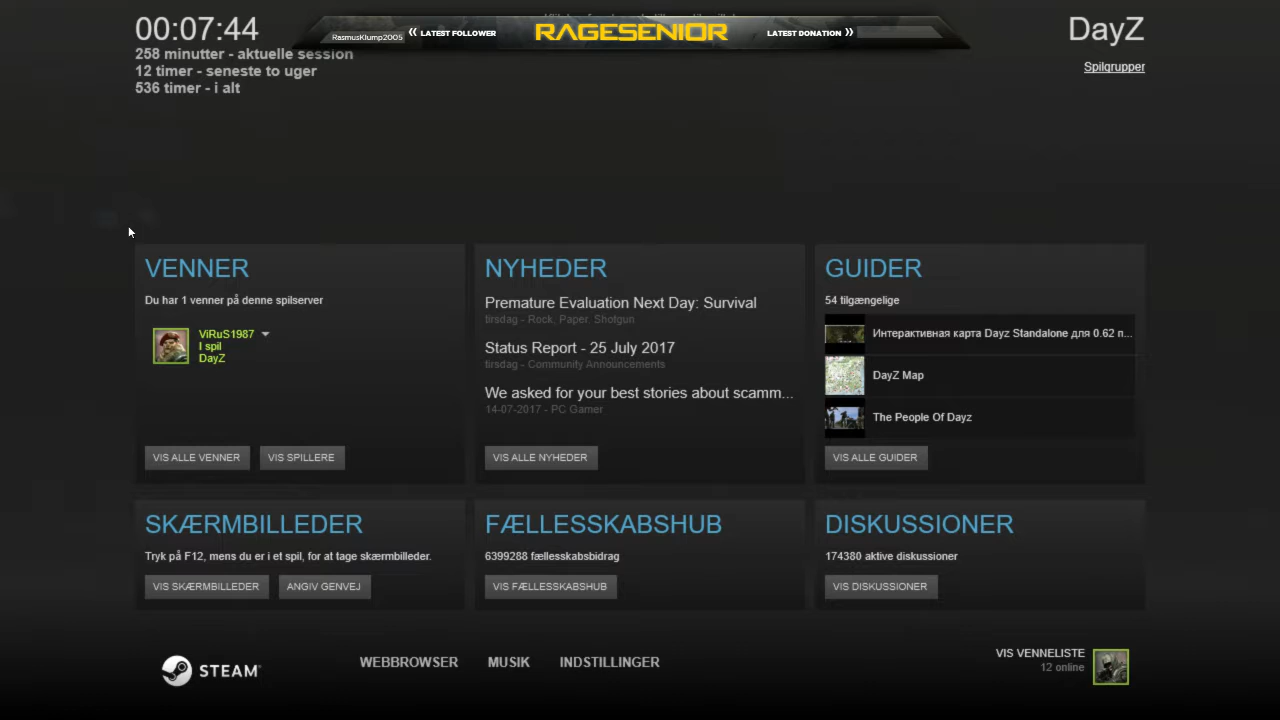 00:07:44
258 minutter - aktuelle session
12 timer - seneste to uger
536 timer - i alt
RasmusKlump2005
LATEST FOLLOWER
RAGESENIOR
LATEST DONATION
DayZ
Spilgrupper
VENNER
Du har 1 venner på denne spilserver
ViRuS1987
I spil
DayZ
VIS ALLE VENNER
VIS SPILLERE
NYHEDER
Premature Evaluation Next Day: Survival
tirsdag - Rock, Paper, Shotgun
Status Report - 25 July 2017
tirsdag - Community Announcements
We asked for your best stories about scamm...
14-07-2017 - PC Gamer
VIS ALLE NYHEDER
GUIDER
54 tilgængelige
Интерактивная карта Dayz Standalone для 0.62 п...
DayZ Map
The People Of Dayz
VIS ALLE GUIDER
SKÆRMBILLEDER
Tryk på F12, mens du er i et spil, for at tage skærmbilleder.
VIS SKÆRMBILLEDER
ANGIV GENVEJ
FÆLLESSKABSHUB
6399288 fællesskabsbidrag
VIS FÆLLESSKABSHUB
DISKUSSIONER
174380 aktive diskussioner
VIS DISKUSSIONER
STEAM
WEBBROWSER
MUSIK
INDSTILLINGER
VIS VENNELISTE
12 online